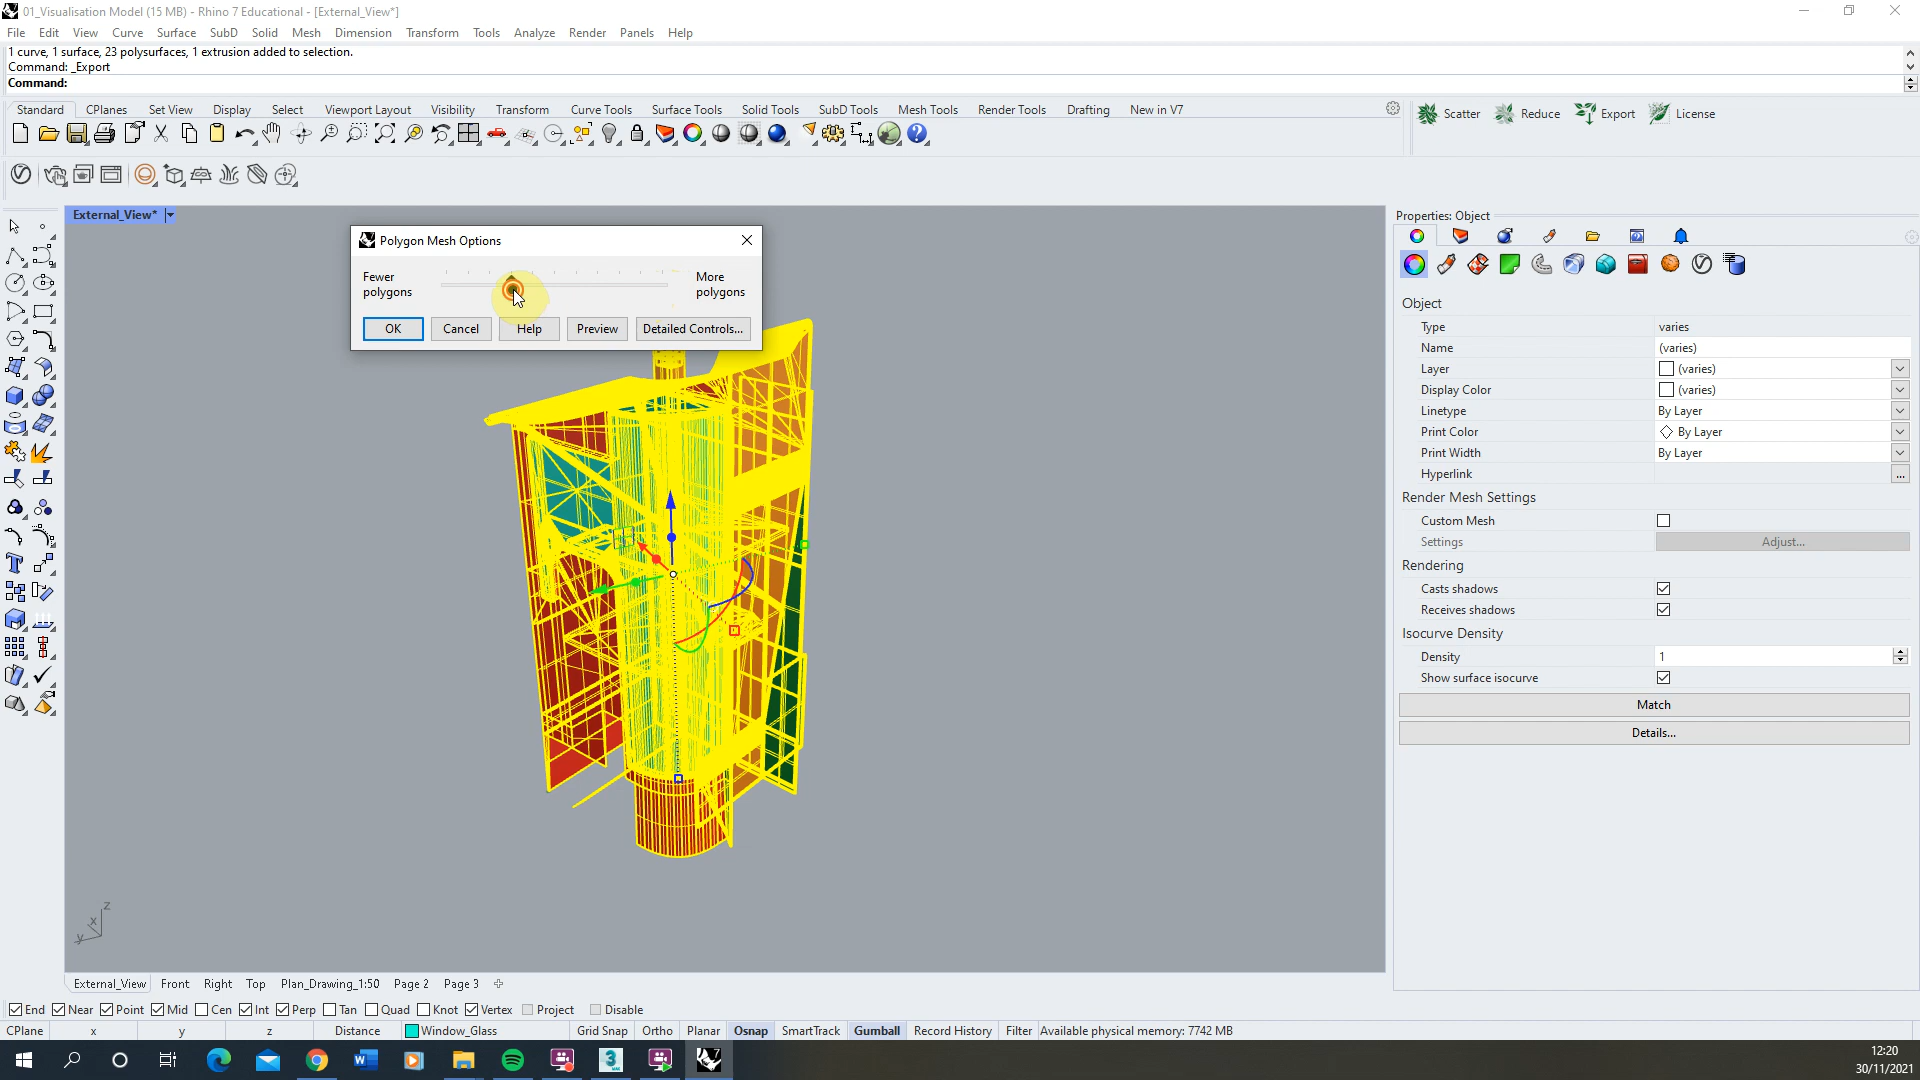 01_Visualisation Model (15 MB) - Rhino 7 Educational - [External_View*]
File Edit View Curve Surface SubD Solid Mesh Dimension Transform Tools Analyze Render Panels Help
1 curve, 1 surface, 23 polysurfaces, 1 extrusion added to selection.
Command: _Export
Command:
Standard CPlanes Set View Display Select Viewport Layout Visibility Transform Curve Tools Surface Tools Solid Tools SubD Tools Mesh Tools Render Tools Drafting New in V7
Scatter Reduce Export License
External_View*
Polygon Mesh Options
Fewer polygons
More polygons
OK Cancel Help Preview Detailed Controls...
Properties: Object
Object
Type varies
Name (varies)
Layer (varies)
Display Color (varies)
Linetype By Layer
Print Color By Layer
Print Width By Layer
Hyperlink ...
Render Mesh Settings
Custom Mesh
Settings Adjust...
Rendering
Casts shadows
Receives shadows
Isocurve Density
Density 1
Show surface isocurve
Match
Details...
z
x
y
External_View Front Right Top Plan_Drawing_1:50 Page 2 Page 3
End Near Point Mid Cen Int Perp Tan Quad Knot Vertex Project Disable
CPlane x y z Distance Window_Glass Grid Snap Ortho Planar Osnap SmartTrack Gumball Record History Filter Available physical memory: 7742 MB
12:20
30/11/2021